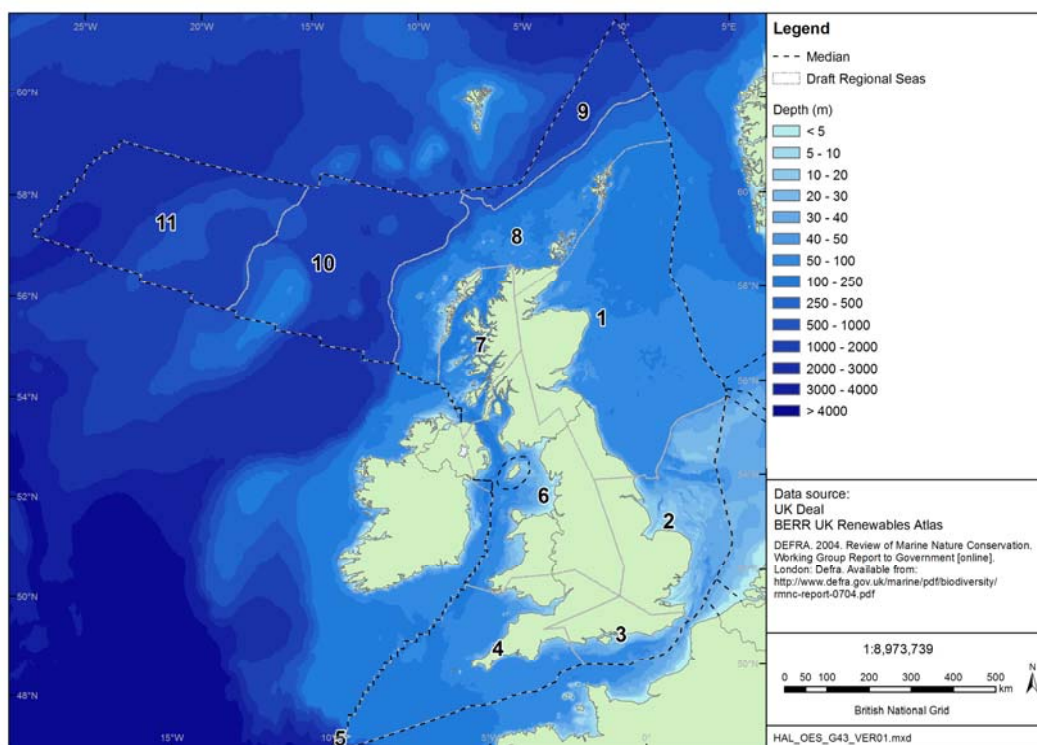 25°W
20°W
15°W
10°W
5°W
0°
5°E
60°N
58°N
56°N
54°N
52°N
50°N
48°N
60°
58°N
56°N
54°N
50°N
15°W
10°W
5°W
0°
1
2
3
4
5
6
7
8
9
10
11
Legend
Median
Draft Regional Seas
Depth (m)
< 5
5 - 10
10 - 20
20 - 30
30 - 40
40 - 50
50 - 100
100 - 250
250 - 500
500 - 1000
1000 - 2000
2000 - 3000
3000 - 4000
> 4000
Data source:
UK Deal
BERR UK Renewables Atlas
DEFRA. 2004. Review of Marine Nature Conservation.
Working Group Report to Government [online].
London: Defra. Available from:
http://www.defra.gov.uk/marine/pdf/biodiversity/
rmnc-report-0704.pdf
1:8,973,739
0 50 100 200 300 400 500
km
N
British National Grid
HAL_OES_G43_VER01.mxd